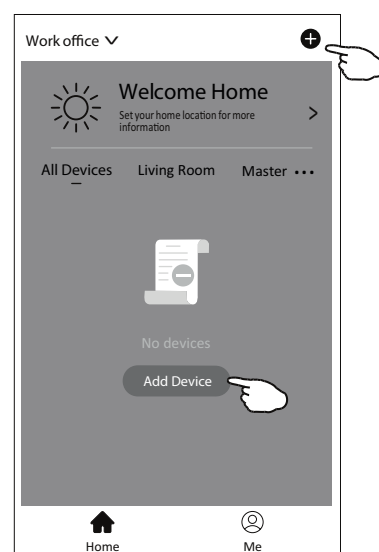 Work office
Welcome Home
Set your home location for more
information
All Devices Living Room Master
No devices
Add Device
Home Me